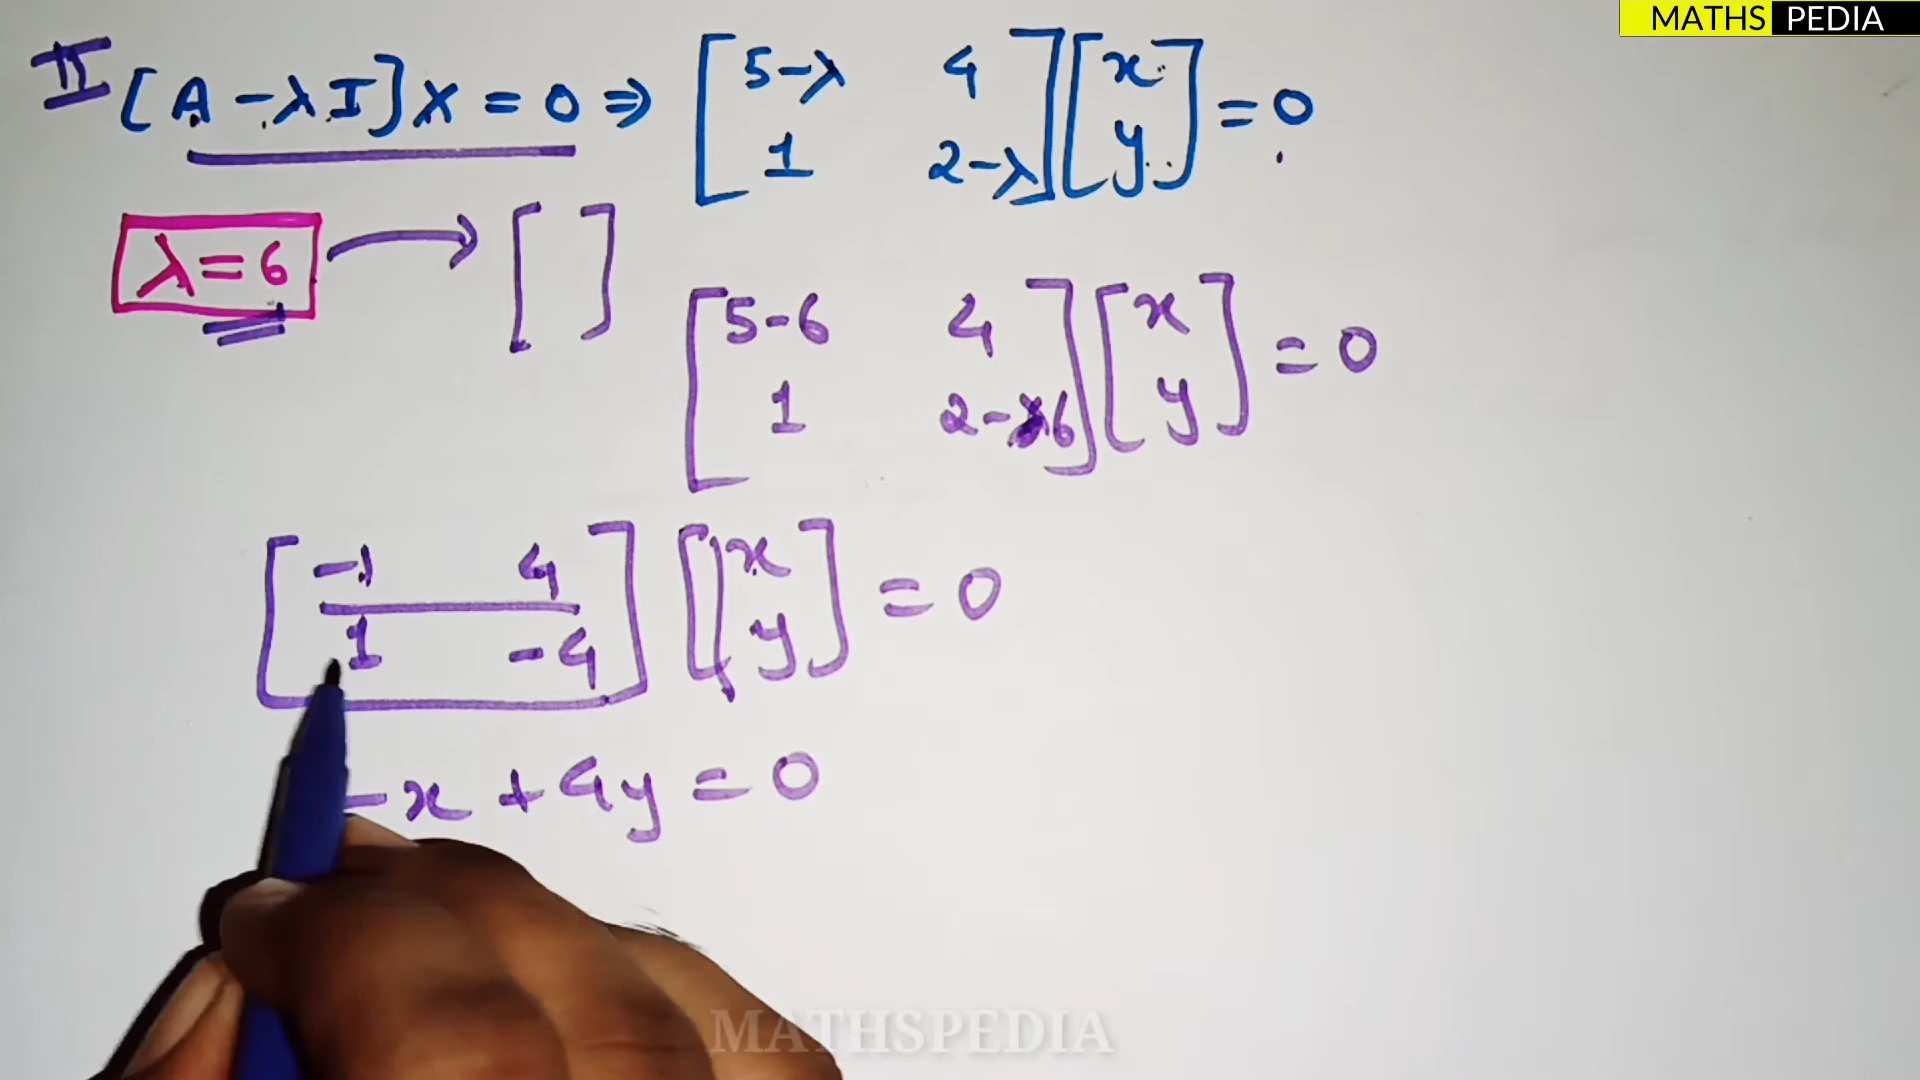 MATHS PEDIA
II [A - λI] X = 0 ⇒ [5-λ 4; 1 2-λ] [x; y] = 0
λ = 6 → [ ]
[5-6 4; 1 2-6] [x; y] = 0
[-1 4; 1 -4] [x; y] = 0
-x + 4y = 0
MATHSPEDIA